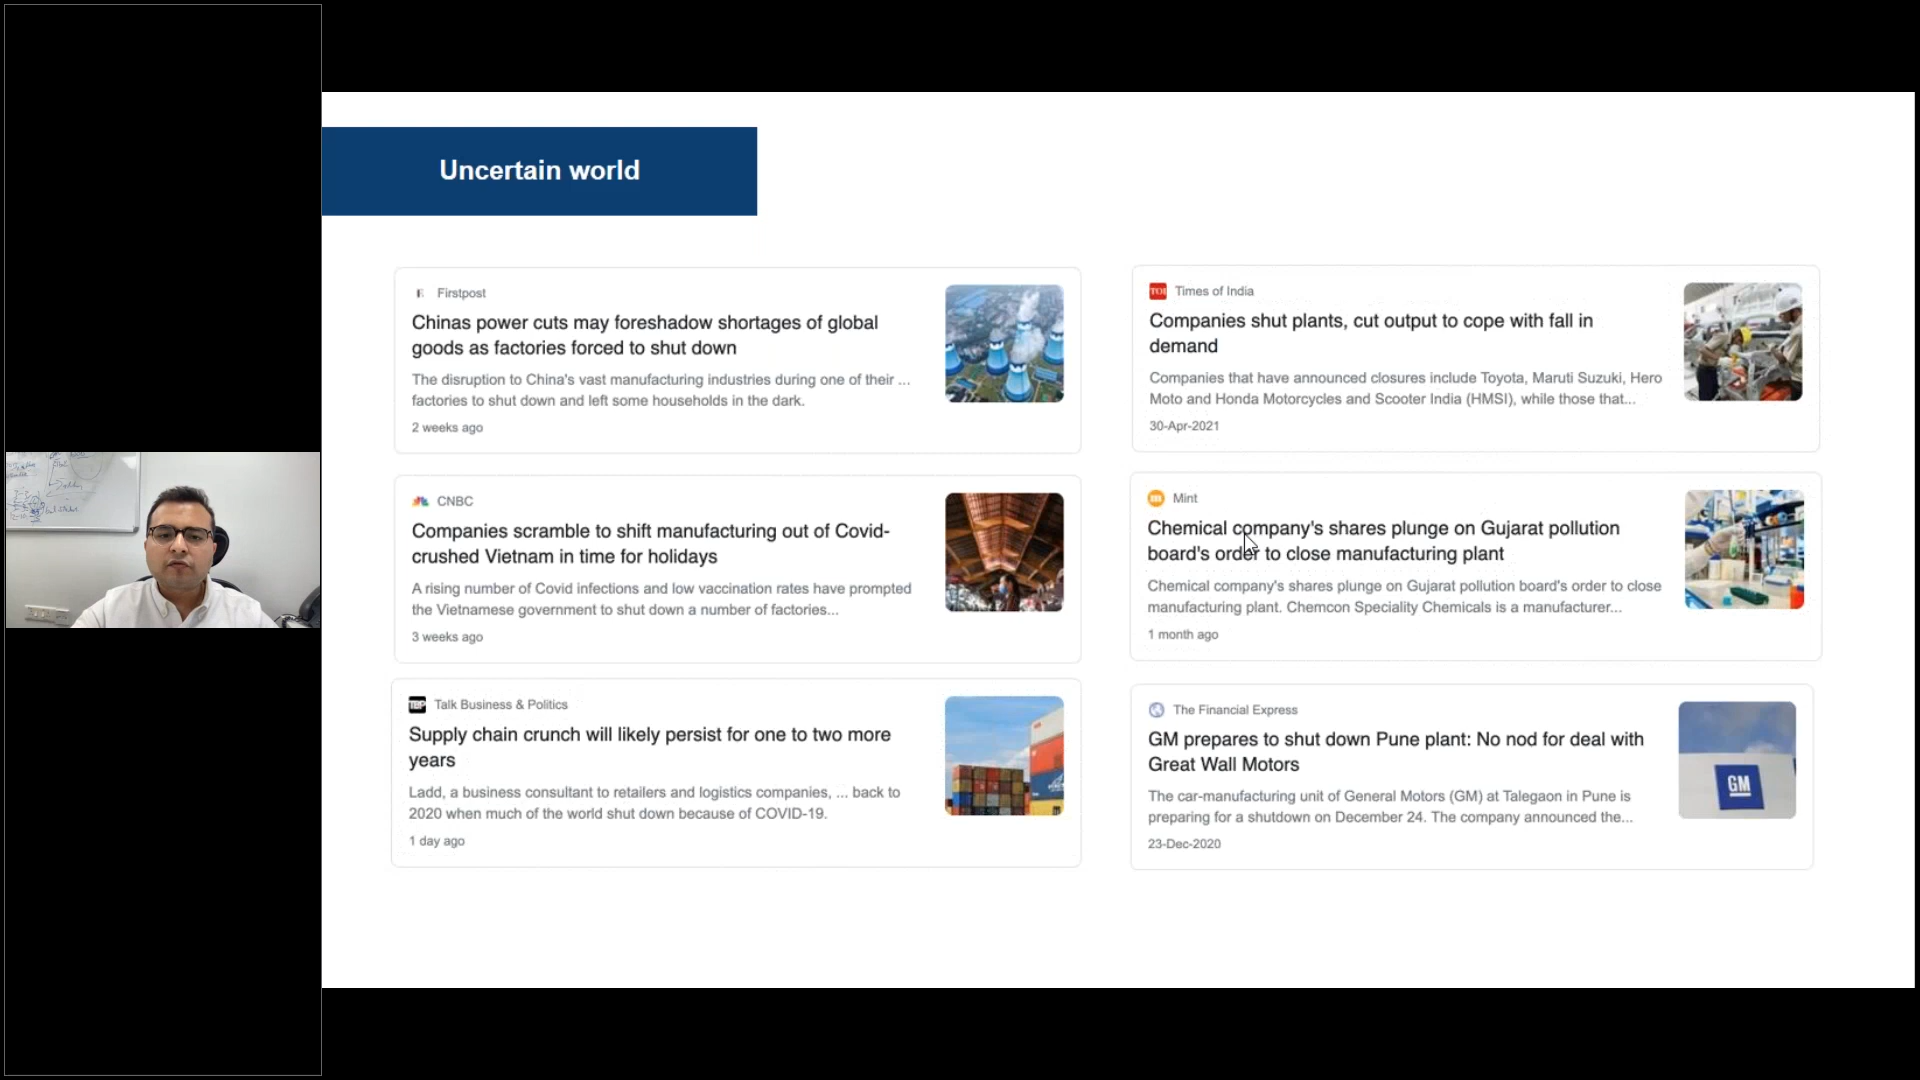 Uncertain world
Firstpost
Chinas power cuts may foreshadow shortages of global
goods as factories forced to shut down
The disruption to China's vast manufacturing industries during one of their ...
factories to shut down and left some households in the dark.
2 weeks ago
CNBC
Companies scramble to shift manufacturing out of Covid-
crushed Vietnam in time for holidays
A rising number of Covid infections and low vaccination rates have prompted
the Vietnamese government to shut down a number of factories...
3 weeks ago
TBP Talk Business & Politics
Supply chain crunch will likely persist for one to two more
years
Ladd, a business consultant to retailers and logistics companies, ... back to
2020 when much of the world shut down because of COVID-19.
1 day ago
TOI Times of India
Companies shut plants, cut output to cope with fall in
demand
Companies that have announced closures include Toyota, Maruti Suzuki, Hero
Moto and Honda Motorcycles and Scooter India (HMSI), while those that...
30-Apr-2021
m Mint
Chemical company's shares plunge on Gujarat pollution
board's order to close manufacturing plant
Chemical company's shares plunge on Gujarat pollution board's order to close
manufacturing plant. Chemcon Speciality Chemicals is a manufacturer...
1 month ago
The Financial Express
GM prepares to shut down Pune plant: No nod for deal with
Great Wall Motors
The car-manufacturing unit of General Motors (GM) at Talegaon in Pune is
preparing for a shutdown on December 24. The company announced the...
23-Dec-2020
GM